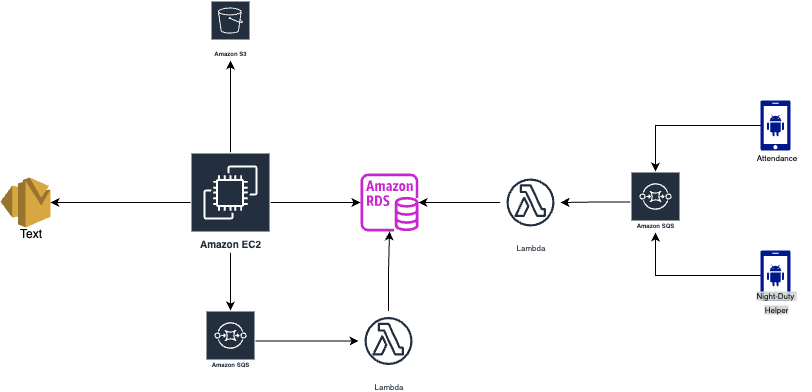 Amazon S3
Attendance
Amazon
RDS
Text
Amazon EC2
Lambda
Amazon SQS
Night-Duty
Helper
Amazon SQS
Lambda